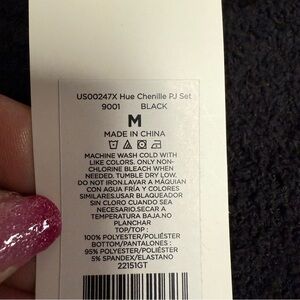 US00247X Hue Chenille PJ Set
9001 BLACK
M
MADE IN CHINA
MACHINE WASH COLD WITH
LIKE COLORS. ONLY NON-
CHLORINE BLEACH WHEN
NEEDED. TUMBLE DRY LOW.
DO NOT IRON.LAVAR A MÁQUIAN
CON AGUA FRÍA Y COLORES
SIMILARES.USAR BLAQUEADOR
SIN CLORO CUANDO SEA
NECESARIO.SECAR A
TEMPERATURA BAJA.NO
PLANCHAR
TOP/TOP:
100% POLYESTER/POLIÉSTER
BOTTOM/PANTALONES:
95% POLYESTER/POLIÉSTER
5% SPANDEX/ELASTANO
22151GT